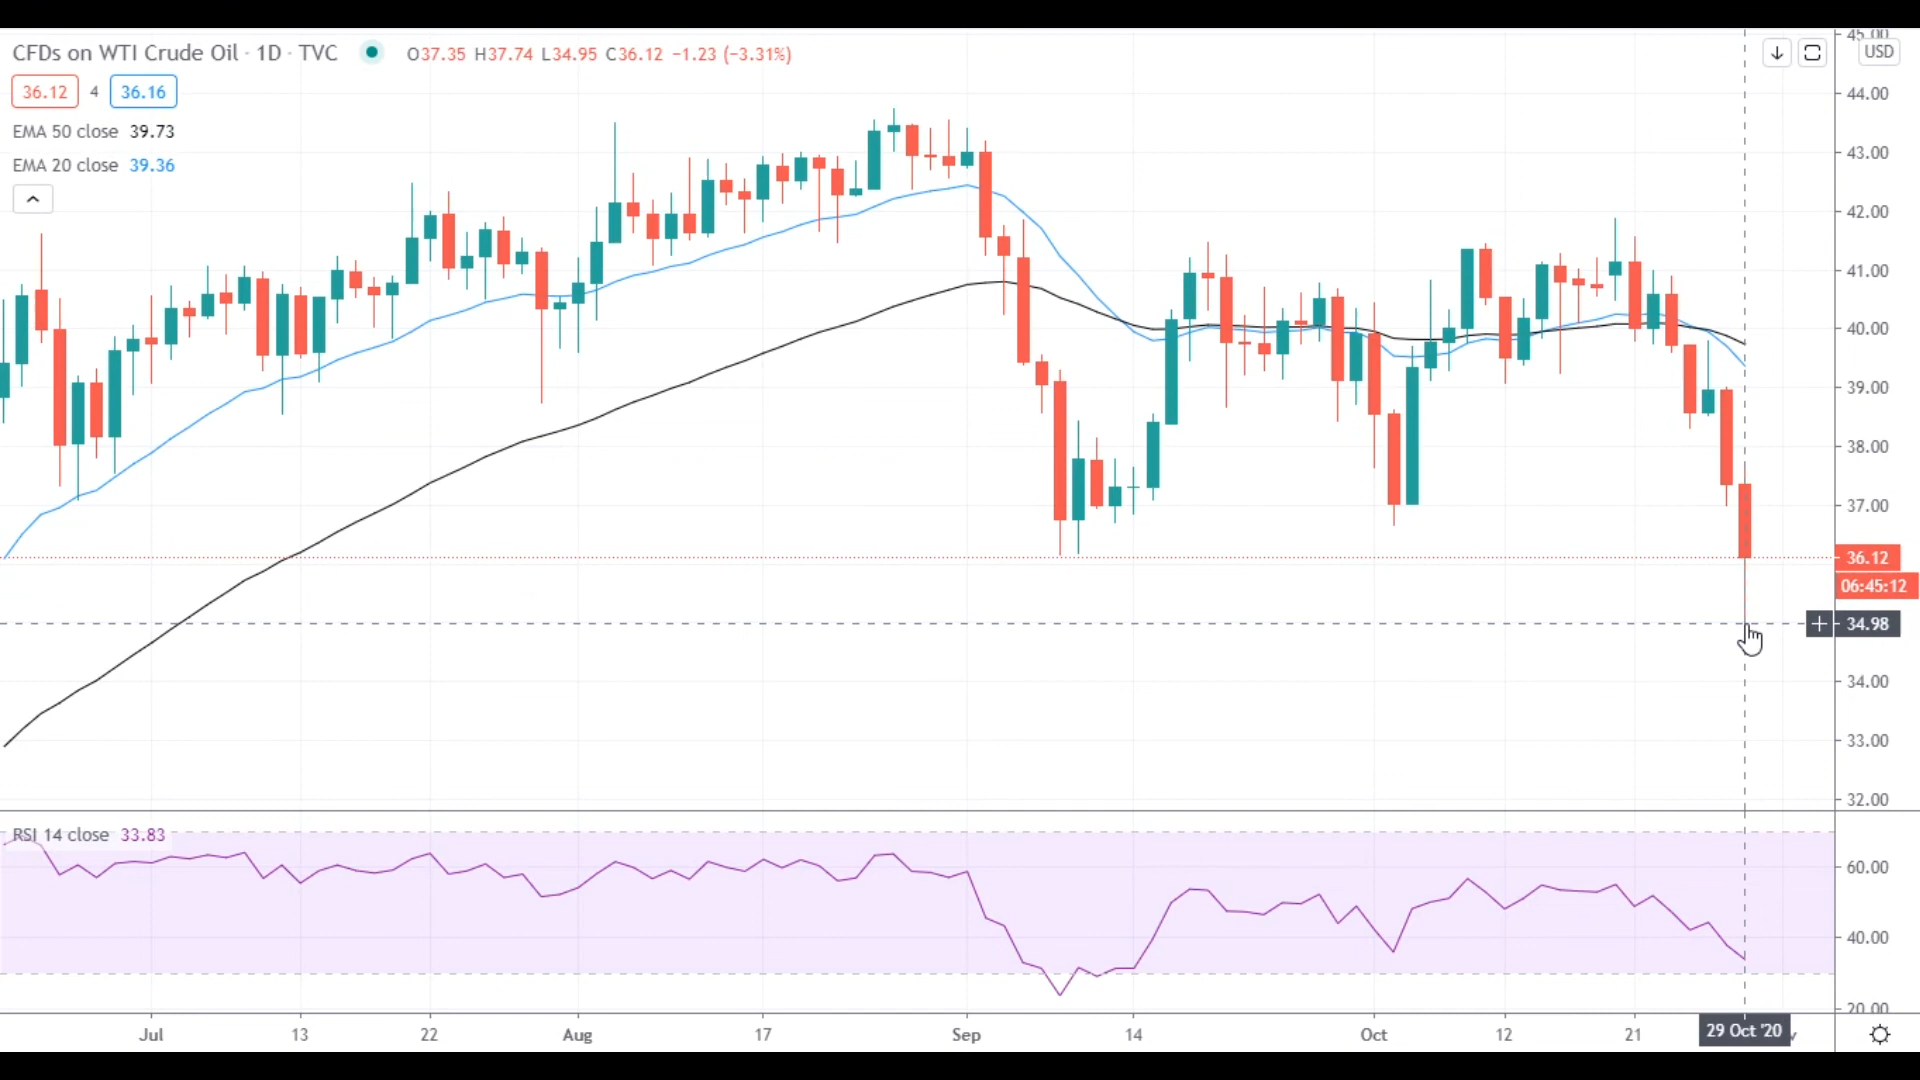 CFDs on WTI Crude Oil · 1D · TVC O37.35 H37.74 L34.95 C36.12 −1.23 (−3.31%)
36.12 4 36.16
EMA 50 close 39.73
EMA 20 close 39.36
USD
45.00
44.00
43.00
42.00
41.00
40.00
39.00
38.00
37.00
36.12
06:45:12
34.98
34.00
33.00
32.00
RSI 14 close 33.83
60.00
40.00
20.00
Jul 13 22 Aug 17 Sep 14 Oct 12 21 29 Oct '20